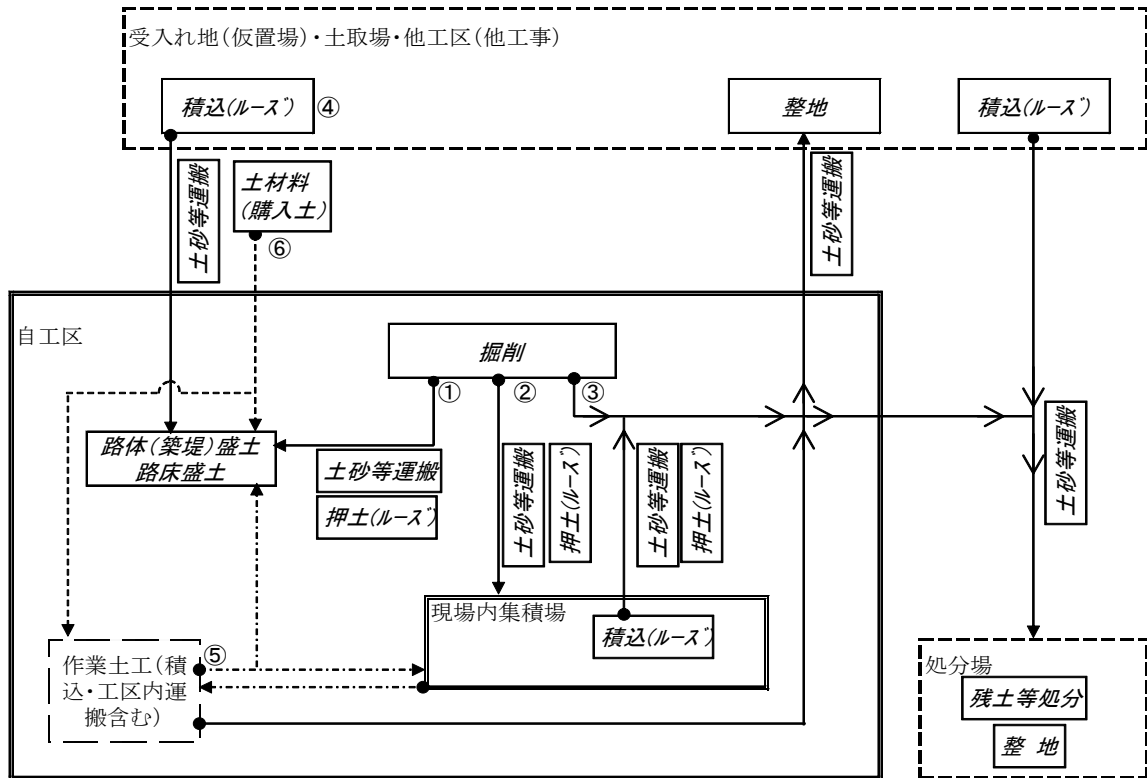 受入れ地(仮置場)・土取場・他工区(他工事)
積込(ルーズ)
④
整地
積込(ルーズ)
土砂等運搬
土材料
(購入土)
⑥
土砂等運搬
自工区
掘削
①
②
③
路体(築堤)盛土
路床盛土
土砂等運搬
押土(ルーズ)
土砂等運搬
押土(ルーズ)
土砂等運搬
押土(ルーズ)
土砂等運搬
現場内集積場
積込(ルーズ)
作業土工(積
込・工区内運
搬含む)
⑤
処分場
残土等処分
整 地